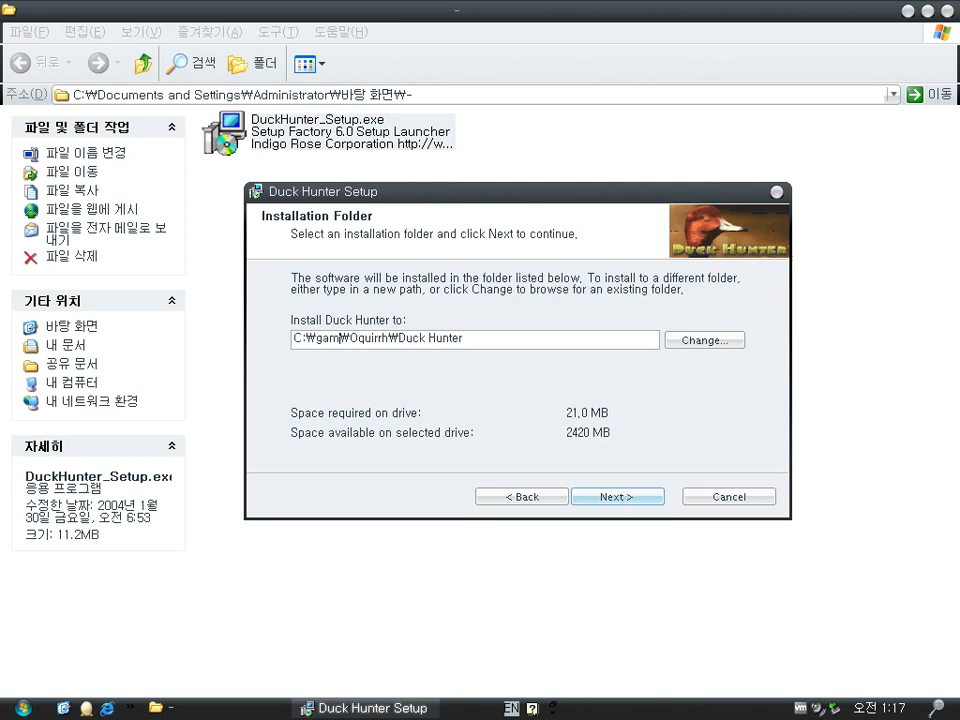 -
파일(F) 편집(E) 보기(V) 즐겨찾기(A) 도구(T) 도움말(H)
뒤로 검색 폴더
주소(D) C:₩Documents and Settings₩Administrator₩바탕 화면₩- 이동
파일 및 폴더 작업
파일 이름 변경
파일 이동
파일 복사
파일을 웹에 게시
파일을 전자 메일로 보
내기
파일 삭제
기타 위치
바탕 화면
내 문서
공유 문서
내 컴퓨터
내 네트워크 환경
자세히
DuckHunter_Setup.exe
응용 프로그램
수정한 날짜: 2004년 1월
30일 금요일, 오전 6:53
크기: 11.2MB
DuckHunter_Setup.exe
Setup Factory 6.0 Setup Launcher
Indigo Rose Corporation http://w...
Duck Hunter Setup
Installation Folder
Select an installation folder and click Next to continue.
DUCK HUNTER
The software will be installed in the folder listed below. To install to a different folder,
either type in a new path, or click Change to browse for an existing folder.
Install Duck Hunter to:
C:₩gam₩Oquirrh₩Duck Hunter
Change...
Space required on drive: 21.0 MB
Space available on selected drive: 2420 MB
< Back Next > Cancel
- Duck Hunter Setup EN 오전 1:17